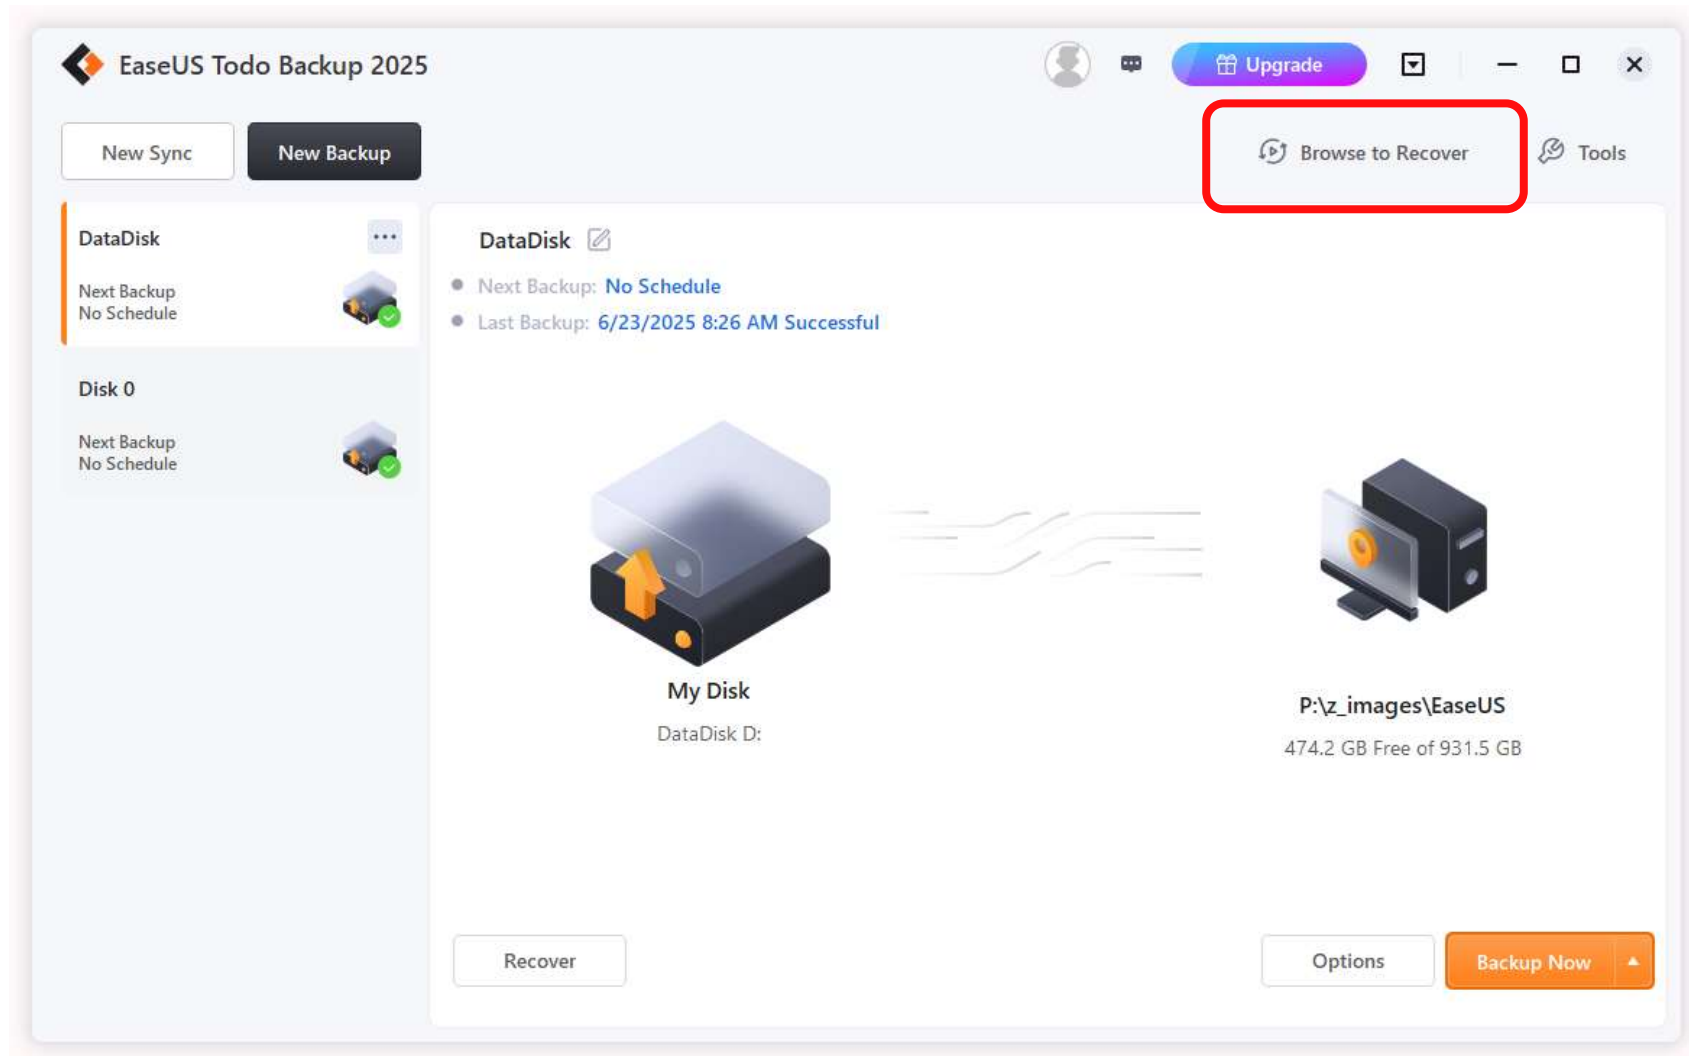 EaseUS Todo Backup 2025
Upgrade
New Sync
New Backup
Browse to Recover
Tools
DataDisk
Next Backup
No Schedule
Disk 0
Next Backup
No Schedule
DataDisk
Next Backup: No Schedule
Last Backup: 6/23/2025 8:26 AM Successful
My Disk
DataDisk D:
P:\z_images\EaseUS
474.2 GB Free of 931.5 GB
Recover
Options
Backup Now